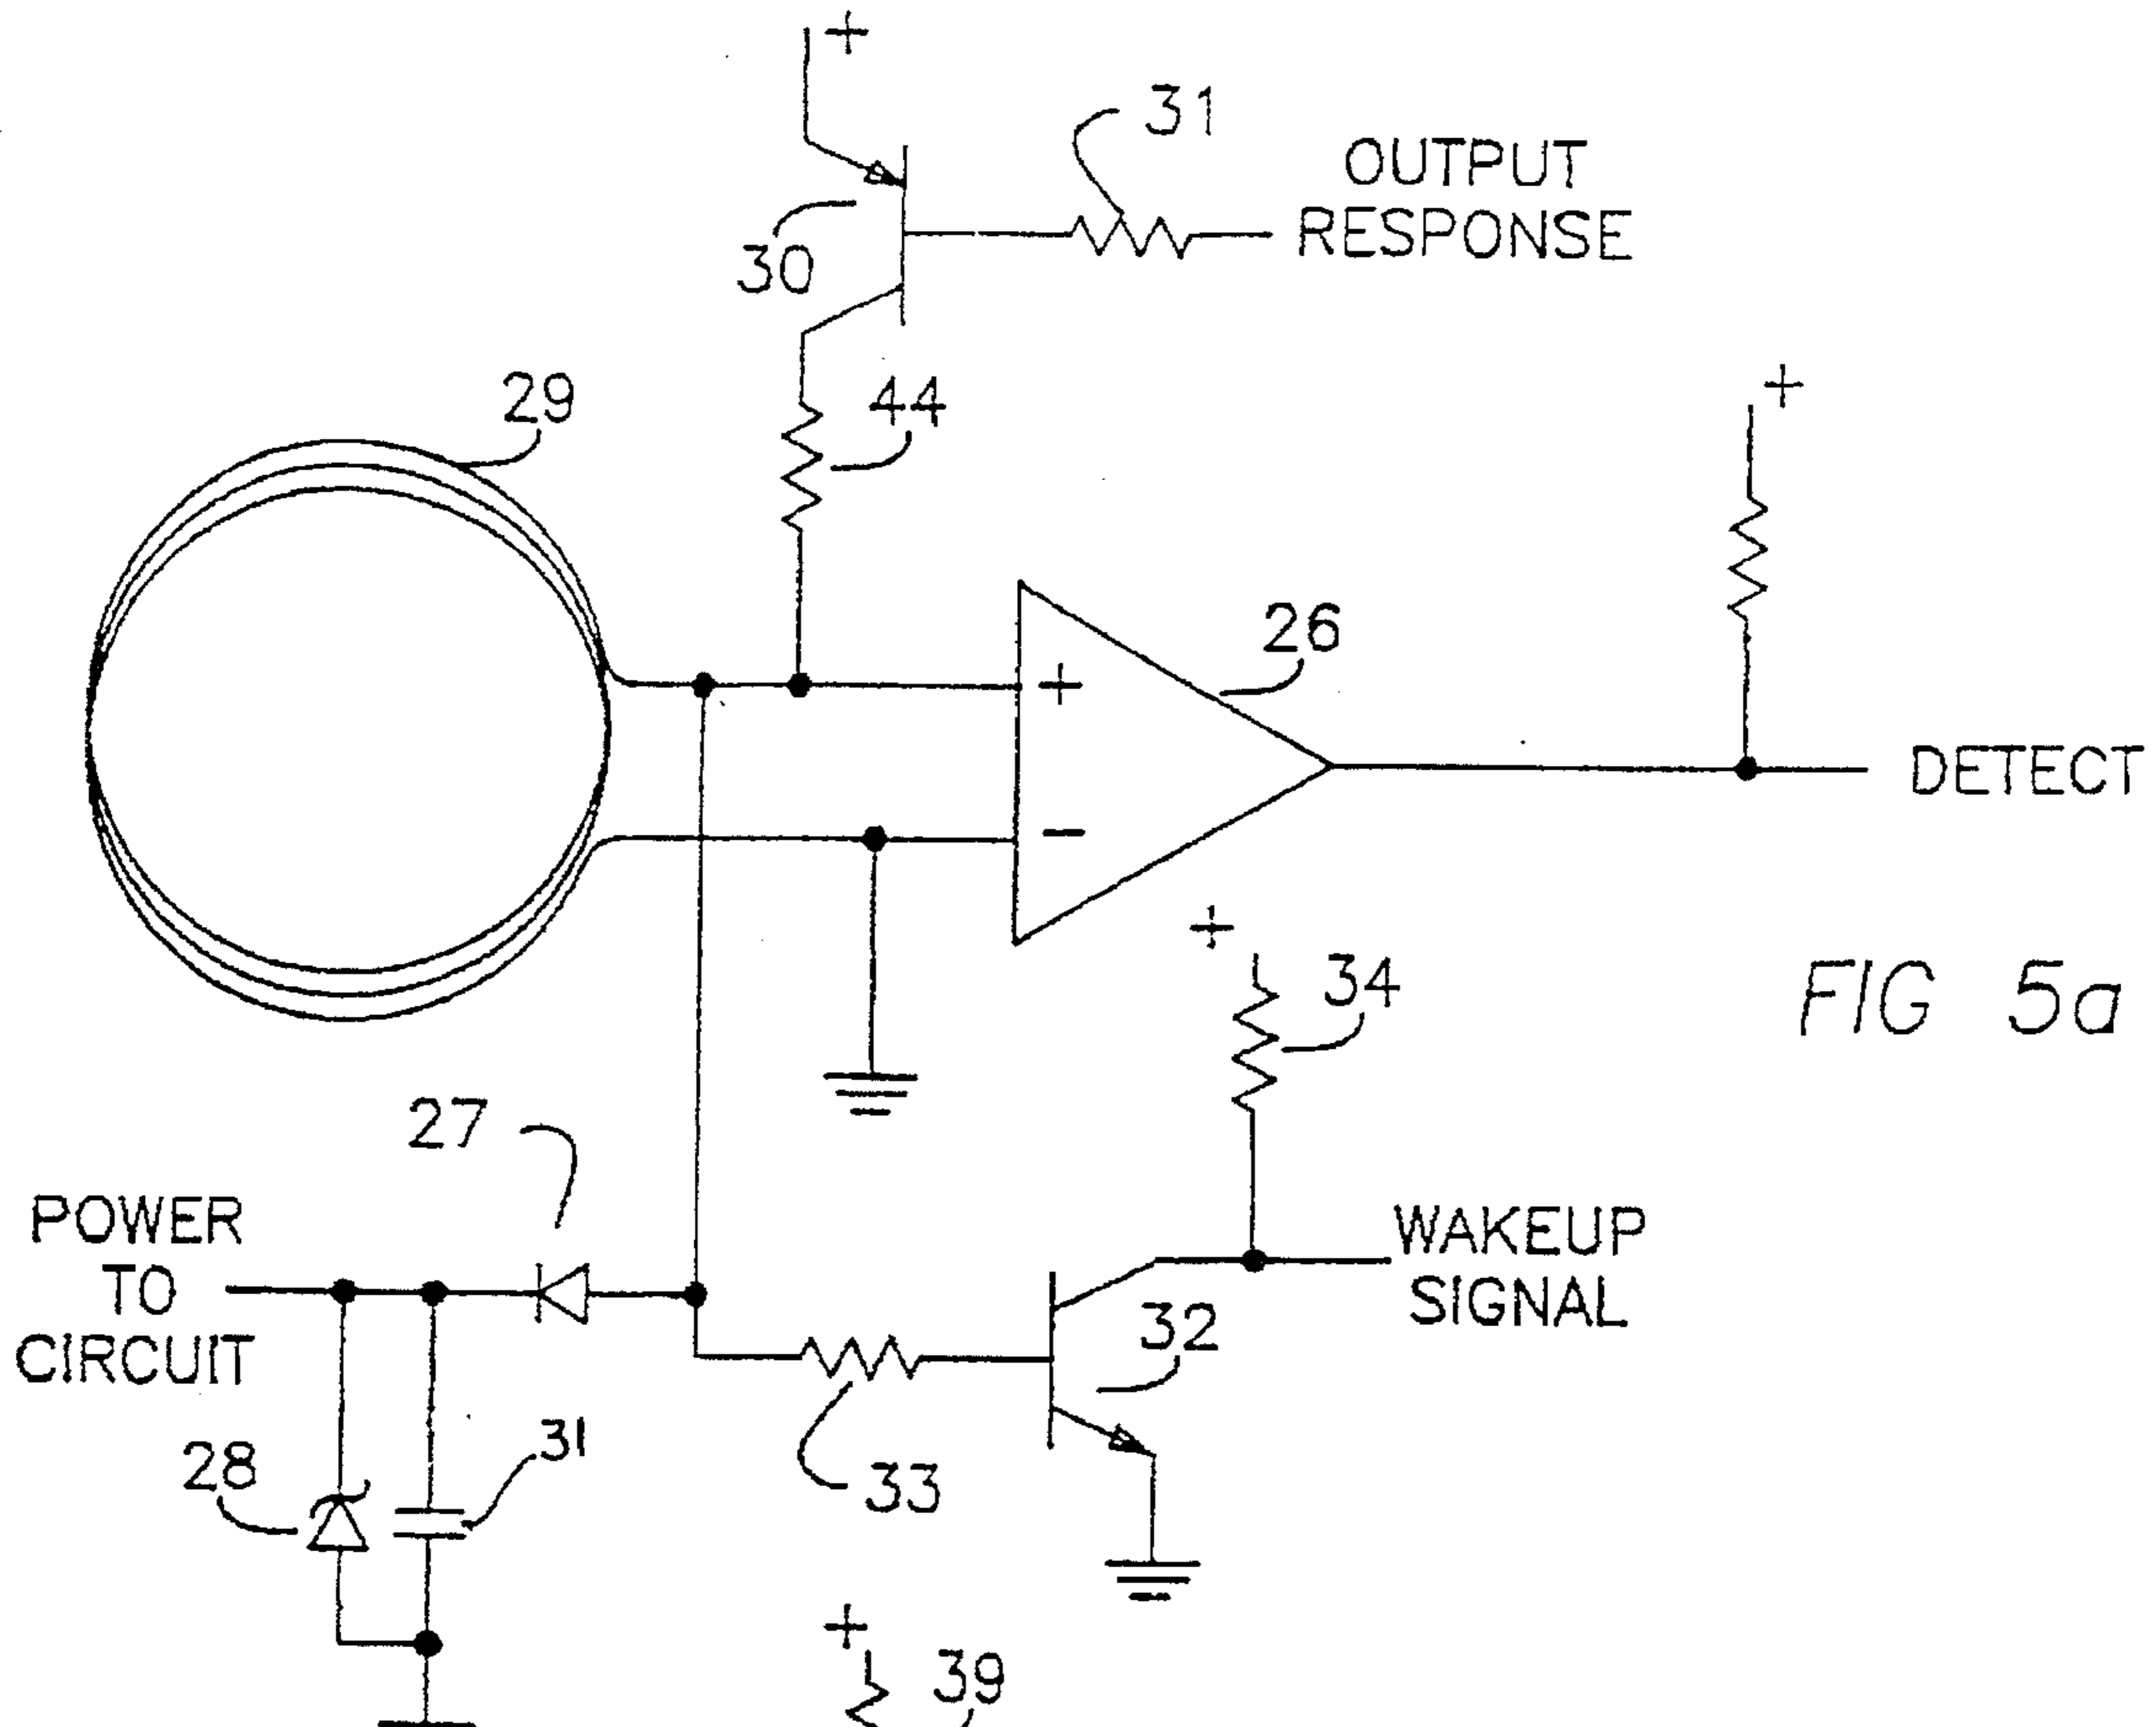 +
31
OUTPUT
RESPONSE
30
29
44
+
26
+
DETECT
-
+
34
FIG 5a
27
POWER
TO
CIRCUIT
WAKEUP
SIGNAL
32
31
28
33
+
39